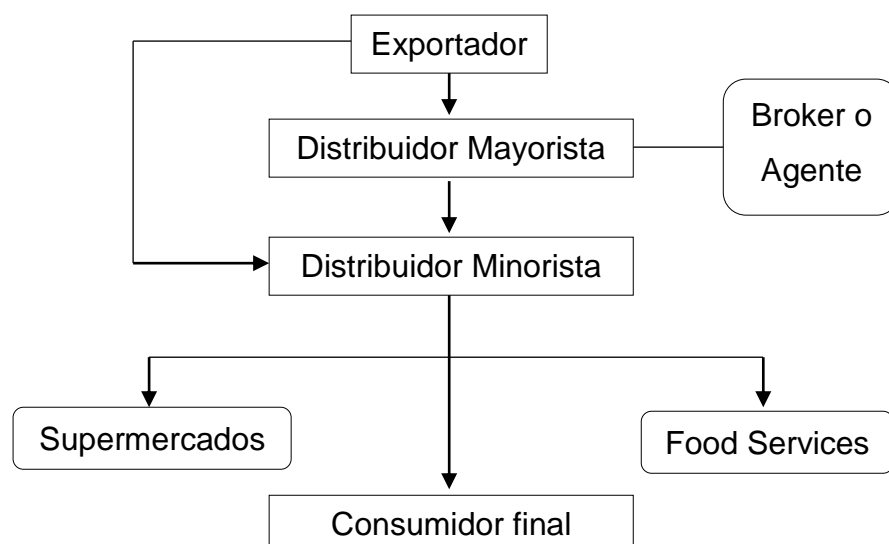 Exportador
Distribuidor Mayorista
Broker o
Agente
Distribuidor Minorista
Supermercados
Food Services
Consumidor final